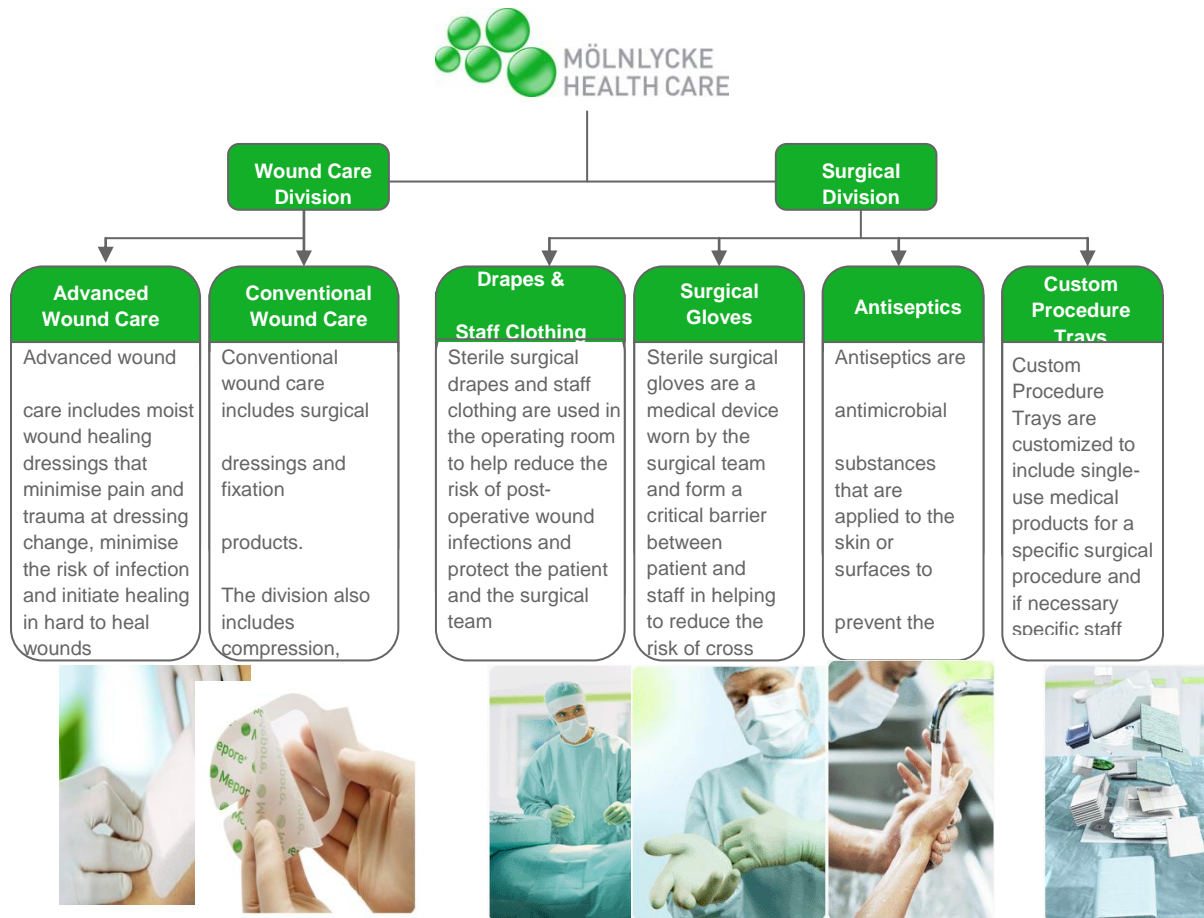 MÖLNLYCKE
HEALTH CARE
Wound Care
Division
Surgical
Division
Advanced
Wound Care
Advanced wound
care includes moist
wound healing
dressings that
minimise pain and
trauma at dressing
change, minimise
the risk of infection
and initiate healing
in hard to heal
wounds
Conventional
Wound Care
Conventional
wound care
includes surgical
dressings and
fixation
products.
The division also
includes
compression,
Drapes &
Staff Clothing
Sterile surgical
drapes and staff
clothing are used in
the operating room
to help reduce the
risk of post-
operative wound
infections and
protect the patient
and the surgical
team
Surgical
Gloves
Sterile surgical
gloves are a
medical device
worn by the
surgical team
and form a
critical barrier
between
patient and
staff in helping
to reduce the
risk of cross
Antiseptics
Antiseptics are
antimicrobial
substances
that are
applied to the
skin or
surfaces to
prevent the
Custom
Procedure
Trays
Custom
Procedure
Trays are
customized to
include single-
use medical
products for a
specific surgical
procedure and
if necessary
specific staff
epore®
Mepore.
Mepore.